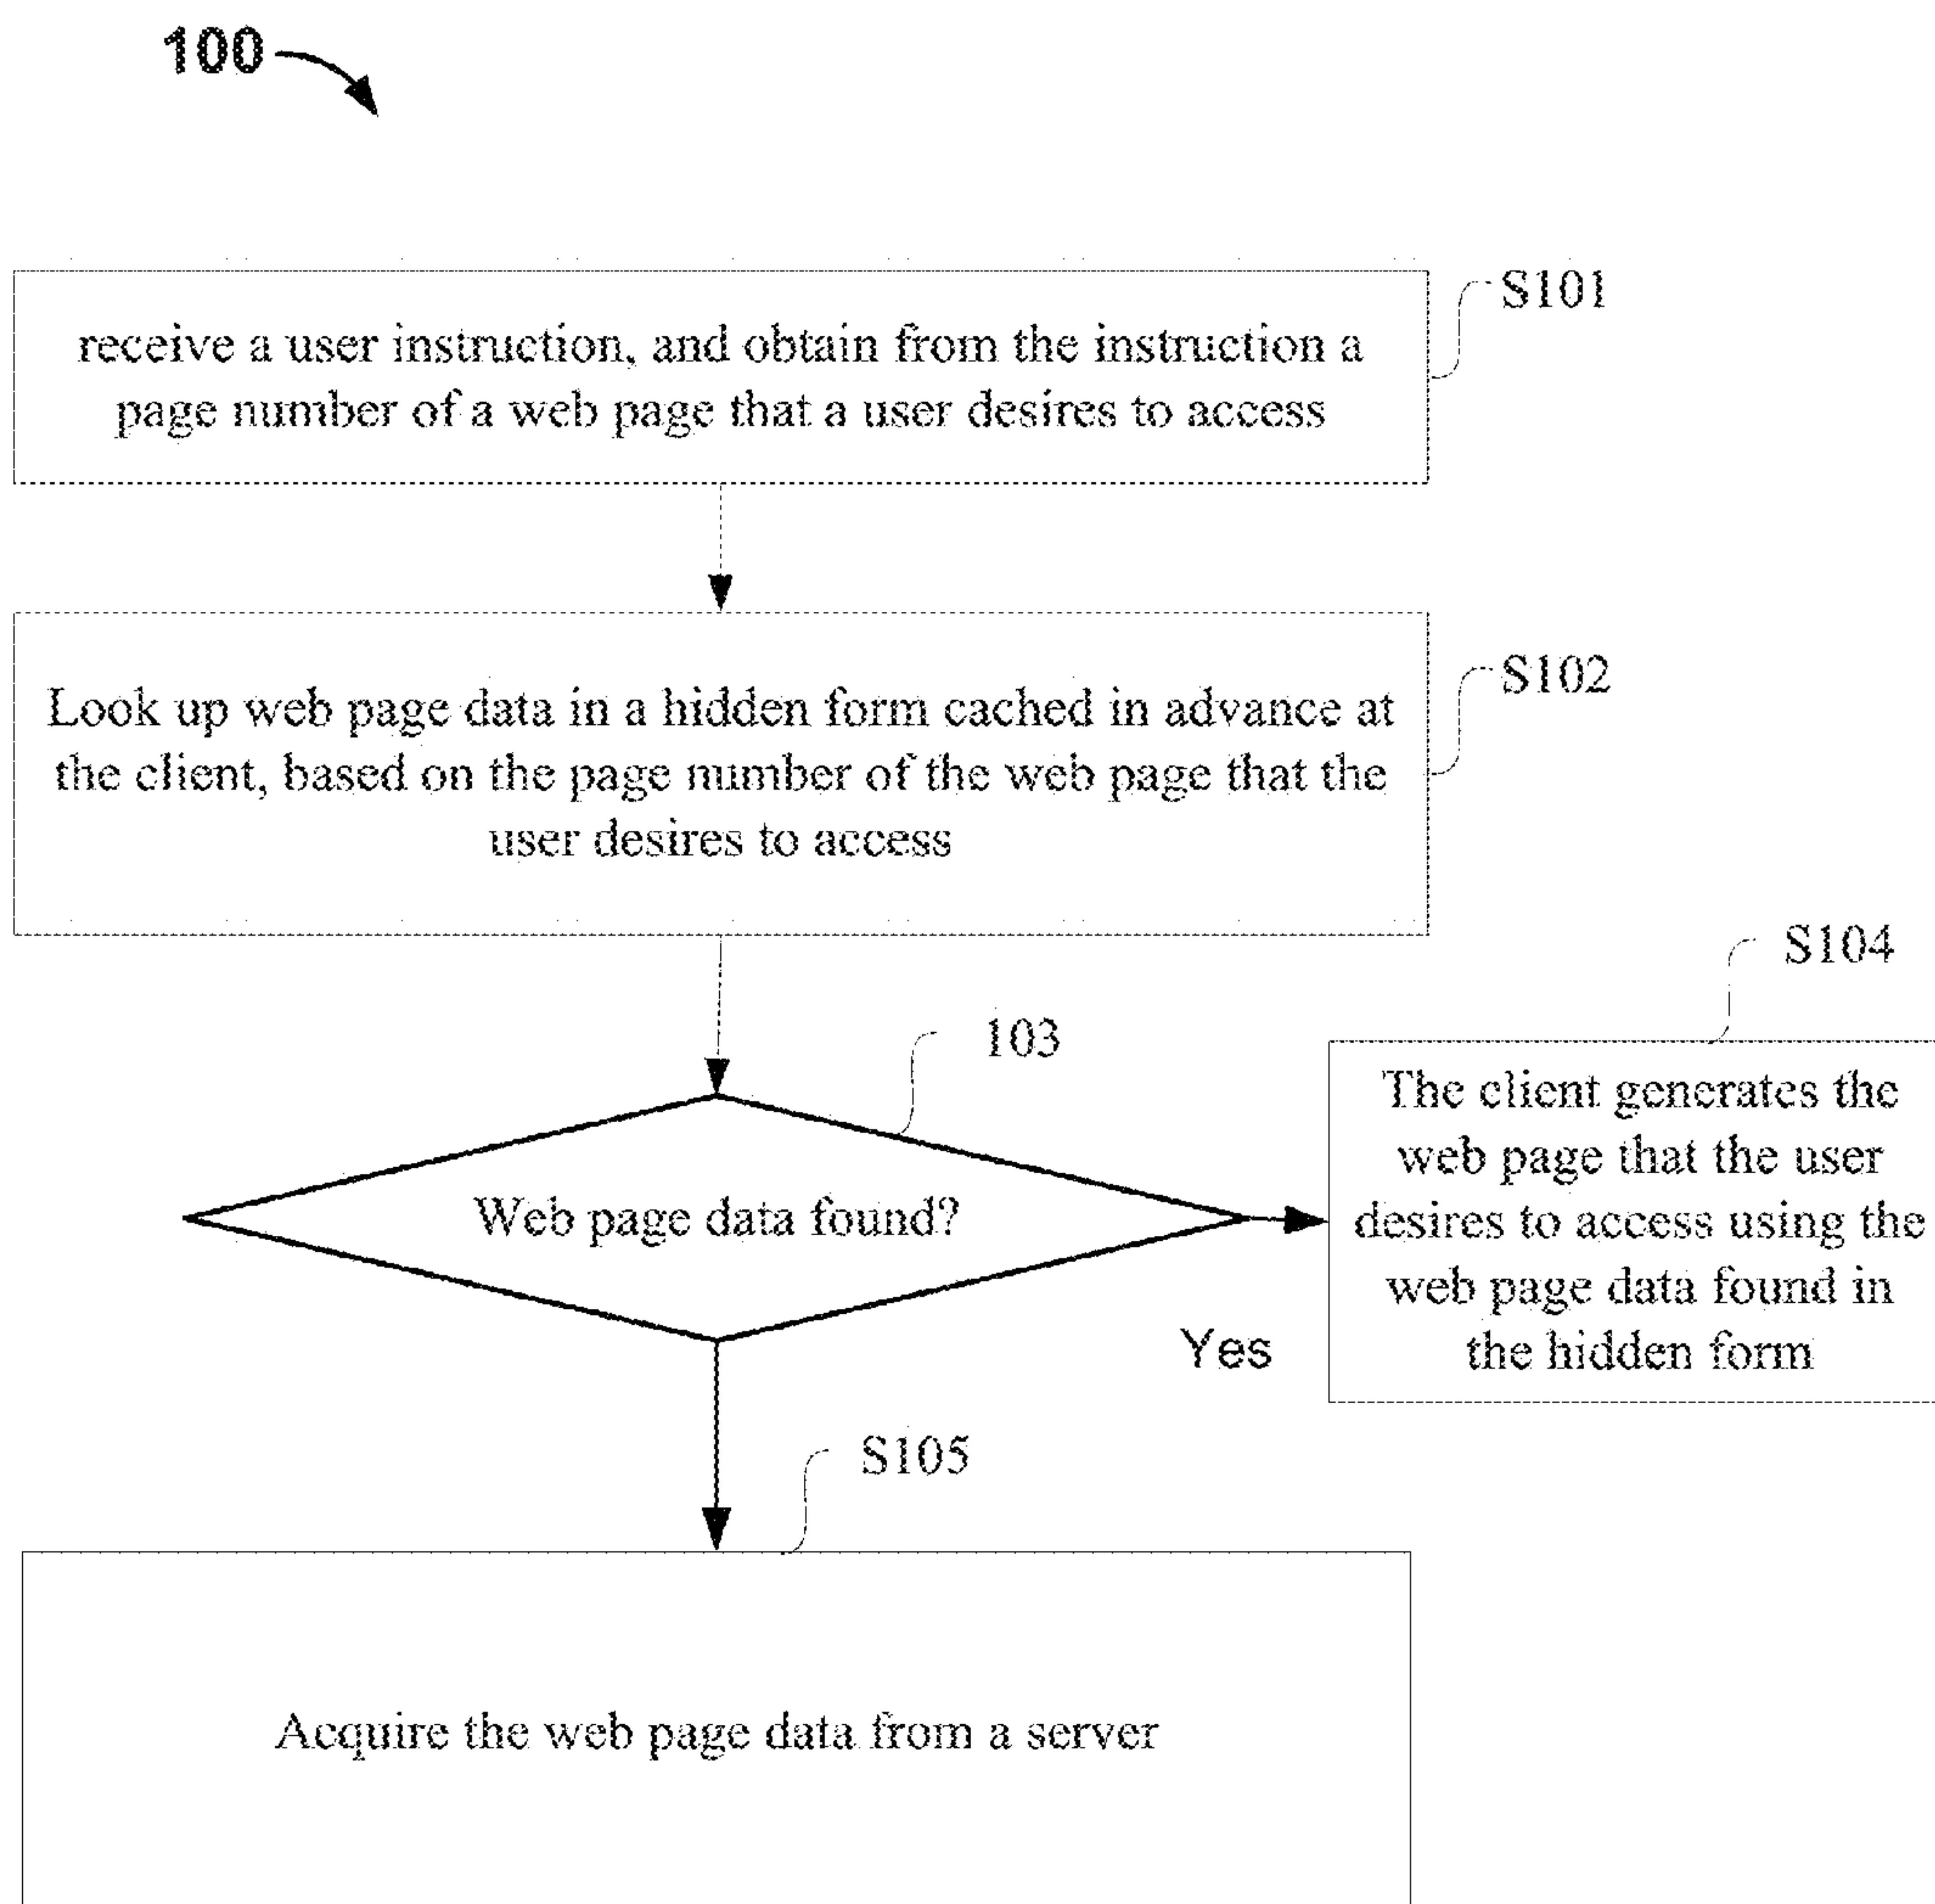 100
S101
receive a user instruction, and obtain from the instruction a
page number of a web page that a user desires to access
S102
Look up web page data in a hidden form cached in advance at
the client, based on the page number of the web page that the
user desires to access
S104
103
The client generates the
web page that the user
desires to access using the
web page data found in
the hidden form
Web page data found?
Yes
S105
Acquire the web page data from a server